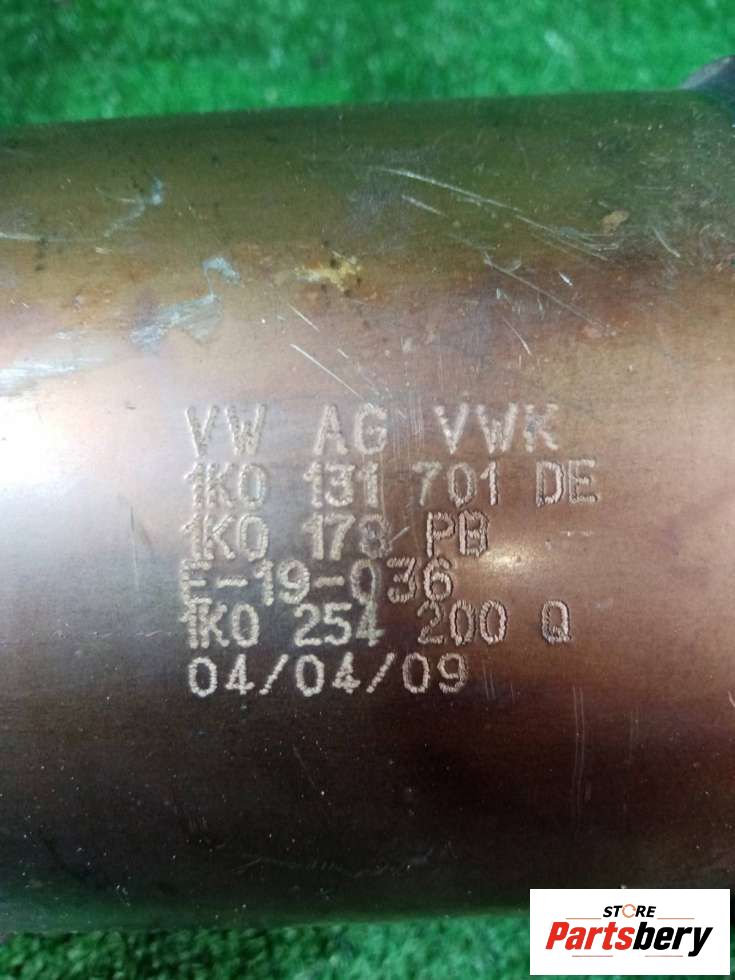 VW AG VWK
1K0 131 701 DE
1K0 178 PB
E-19-036
1K0 254 200 Q
04/04/09
STORE
Partsbery